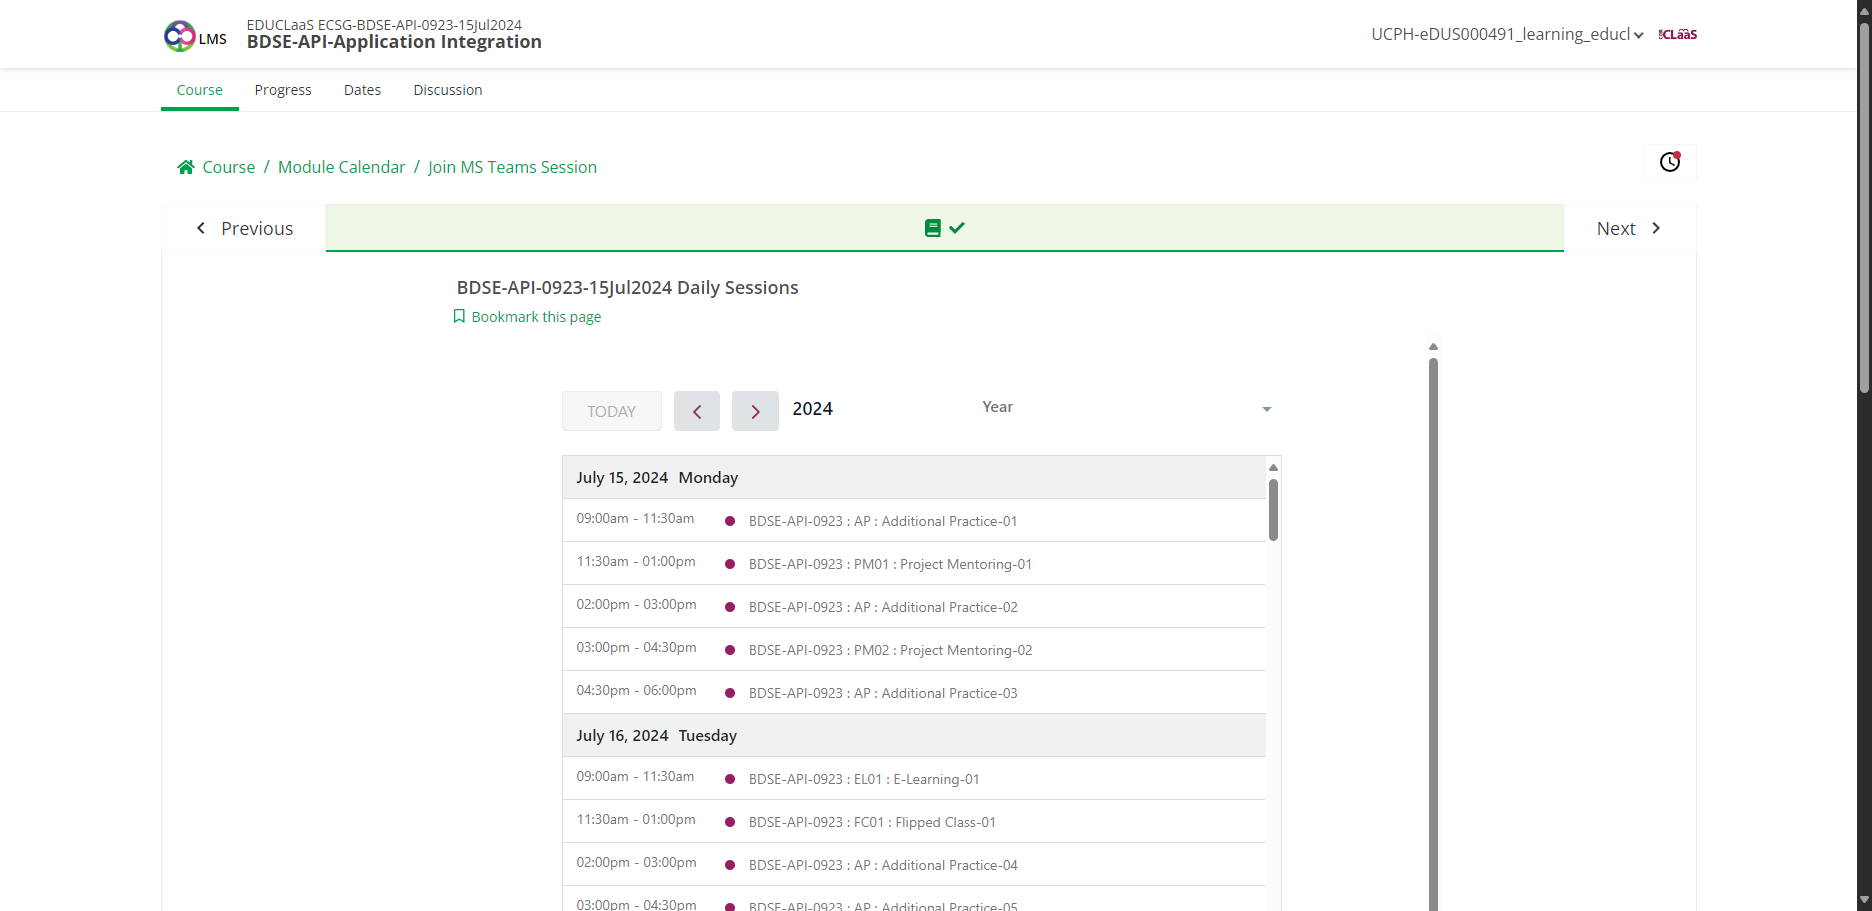 LMS
EDUCLaaS ECSG-BDSE-API-0923-15Jul2024
BDSE-API-Application Integration
UCPH-eDUS000491_learning_educl
CLaaS
Course
Progress
Dates
Discussion
Course / Module Calendar / Join MS Teams Session
Previous
Next
BDSE-API-0923-15Jul2024 Daily Sessions
Bookmark this page
TODAY
2024
Year
July 15, 2024 Monday
09:00am - 11:30am BDSE-API-0923 : AP : Additional Practice-01
11:30am - 01:00pm BDSE-API-0923 : PM01 : Project Mentoring-01
02:00pm - 03:00pm BDSE-API-0923 : AP : Additional Practice-02
03:00pm - 04:30pm BDSE-API-0923 : PM02 : Project Mentoring-02
04:30pm - 06:00pm BDSE-API-0923 : AP : Additional Practice-03
July 16, 2024 Tuesday
09:00am - 11:30am BDSE-API-0923 : EL01 : E-Learning-01
11:30am - 01:00pm BDSE-API-0923 : FC01 : Flipped Class-01
02:00pm - 03:00pm BDSE-API-0923 : AP : Additional Practice-04
03:00pm - 04:30pm BDSE-API-0923 : AP : Additional Practice-05